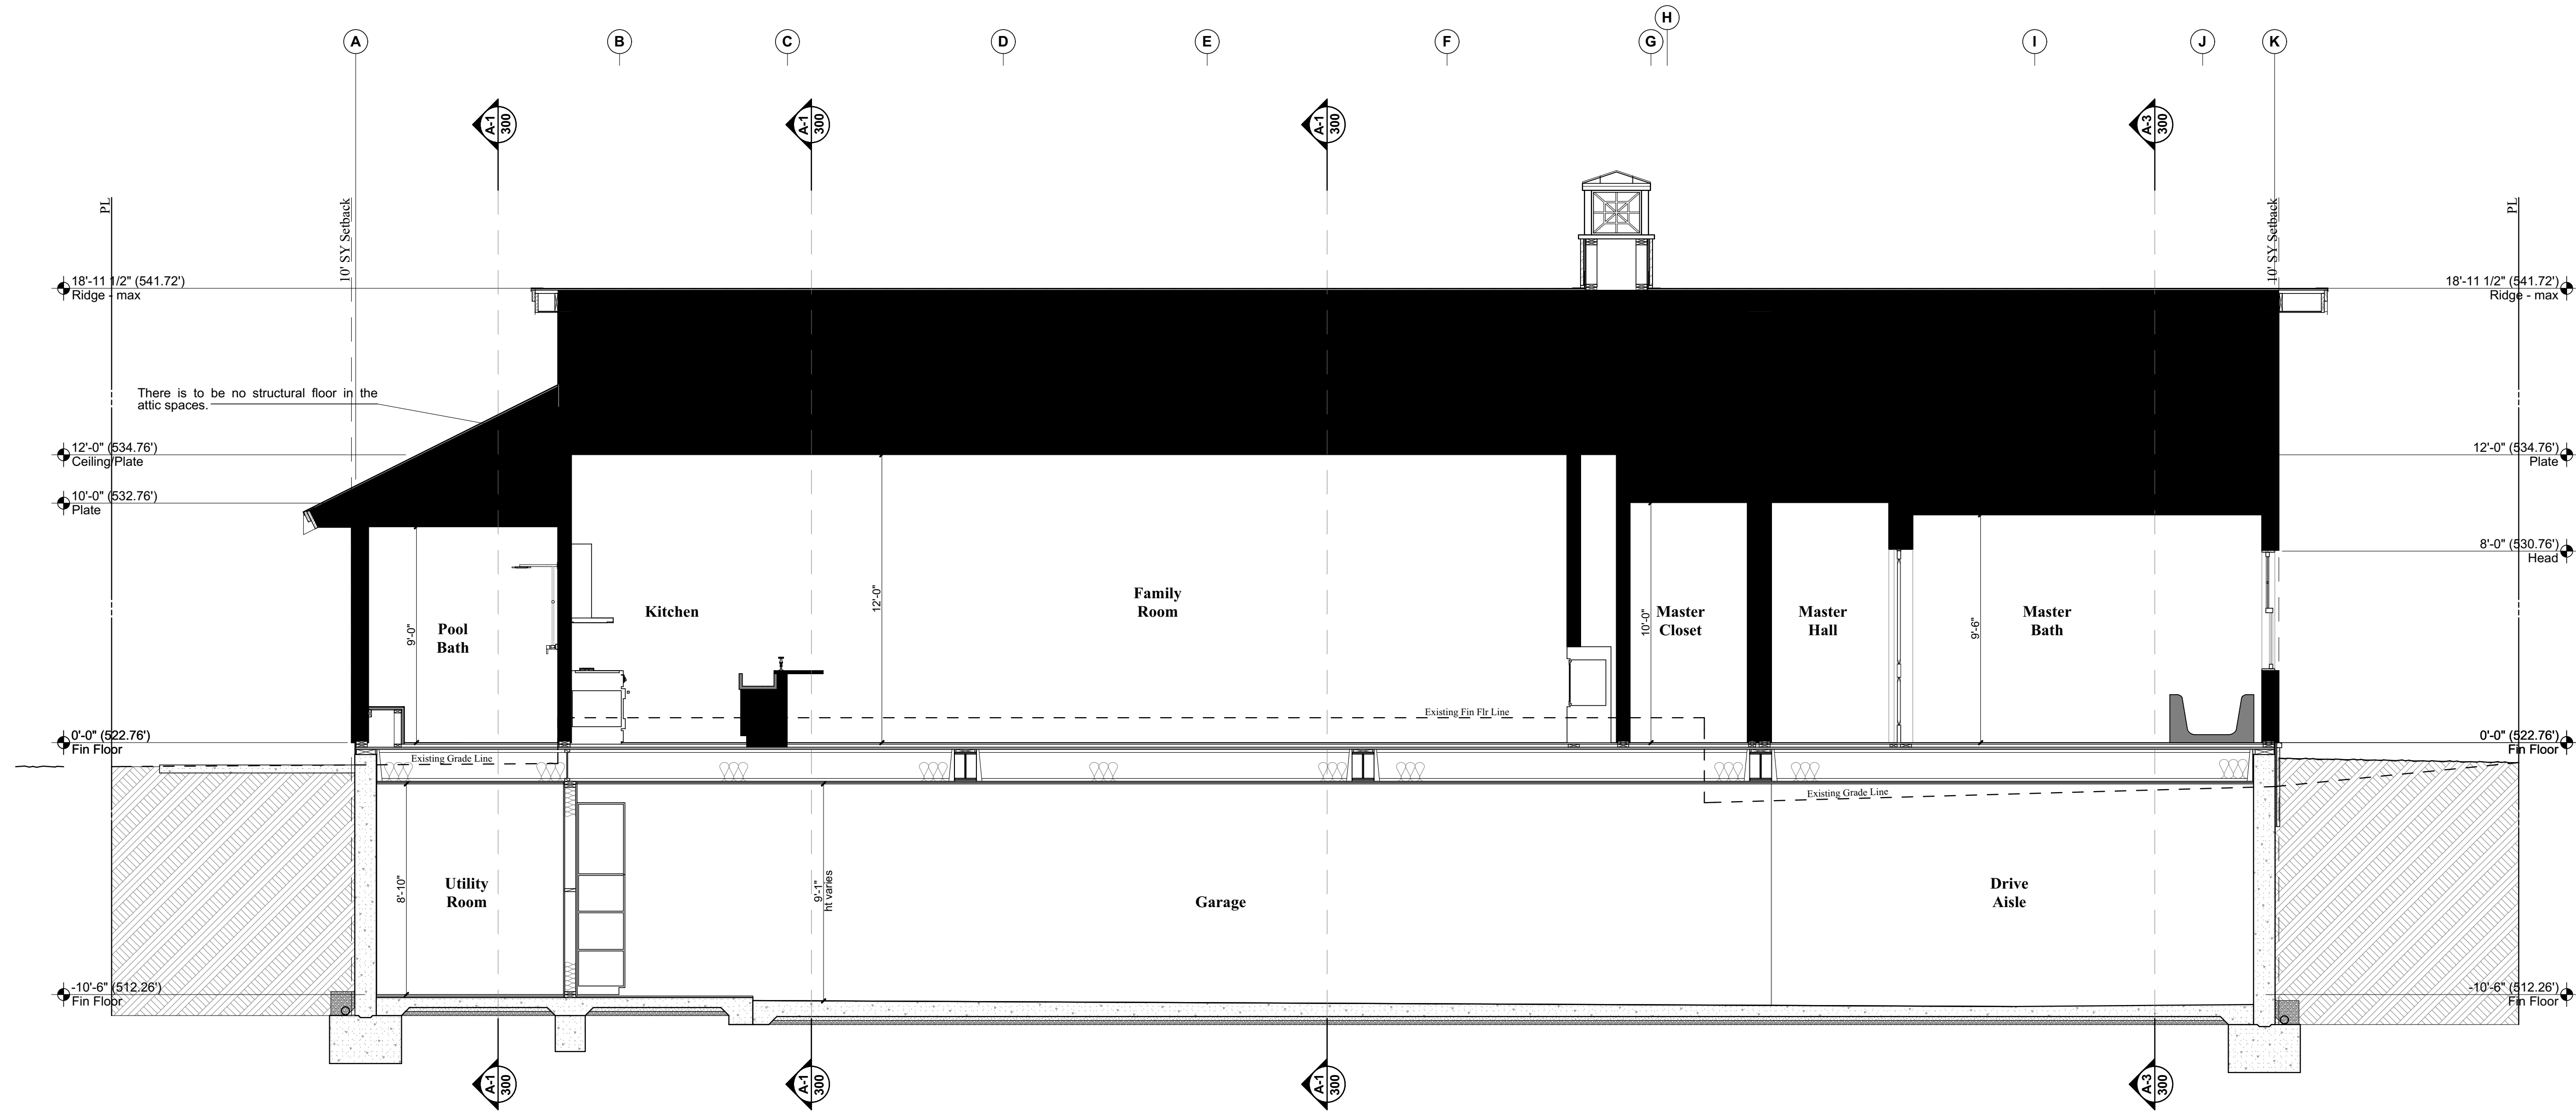 H
A
B
C
D
E
F
G
I
J
K
A-1
300
A-1
300
A-1
300
A-3
300
PL
10' SY Setback
10' SY Setback
PL
18'-11 1/2" (541.72')
Ridge - max
18'-11 1/2" (541.72')
Ridge - max
There is to be no structural floor in the
attic spaces.
12'-0" (534.76')
Ceiling/Plate
12'-0" (534.76')
Plate
10'-0" (532.76')
Plate
8'-0" (530.76')
Head
9'-0"
Pool
Bath
Kitchen
12'-0"
Family
Room
10'-0"
Master
Closet
Master
Hall
9'-6"
Master
Bath
Existing Fin Flr Line
0'-0" (522.76')
Fin Floor
0'-0" (522.76')
Fin Floor
Existing Grade Line
Existing Grade Line
8'-10"
Utility
Room
9'-1"
ht varies
Garage
Drive
Aisle
-10'-6" (512.26')
Fin Floor
-10'-6" (512.26')
Fin Floor
A-1
300
A-1
300
A-1
300
A-3
300